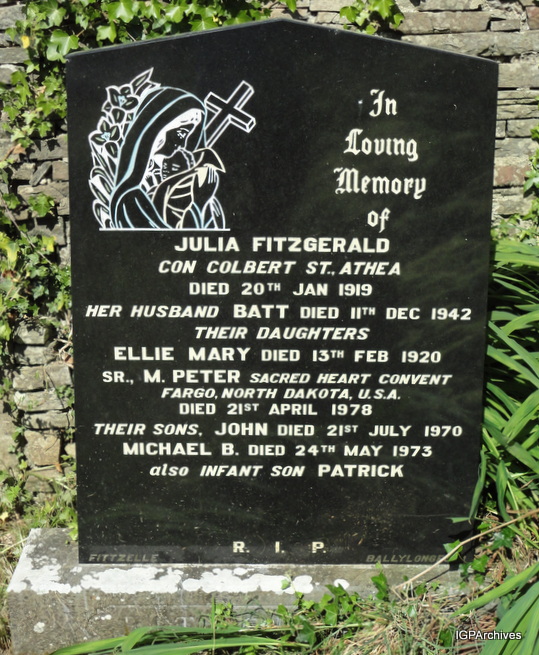 In
Loving
Memory
of
JULIA FITZGERALD
CON COLBERT ST., ATHEA
DIED 20TH JAN 1919
HER HUSBAND BATT DIED 11TH DEC 1942
THEIR DAUGHTERS
ELLIE MARY DIED 13TH FEB 1920
SR., M. PETER SACRED HEART CONVENT
FARGO, NORTH DAKOTA, U.S.A.
DIED 21ST APRIL 1978
THEIR SONS, JOHN DIED 21ST JULY 1970
MICHAEL B. DIED 24TH MAY 1973
also INFANT SON PATRICK
R. I. P.
FITTZELLE
IGPArchives